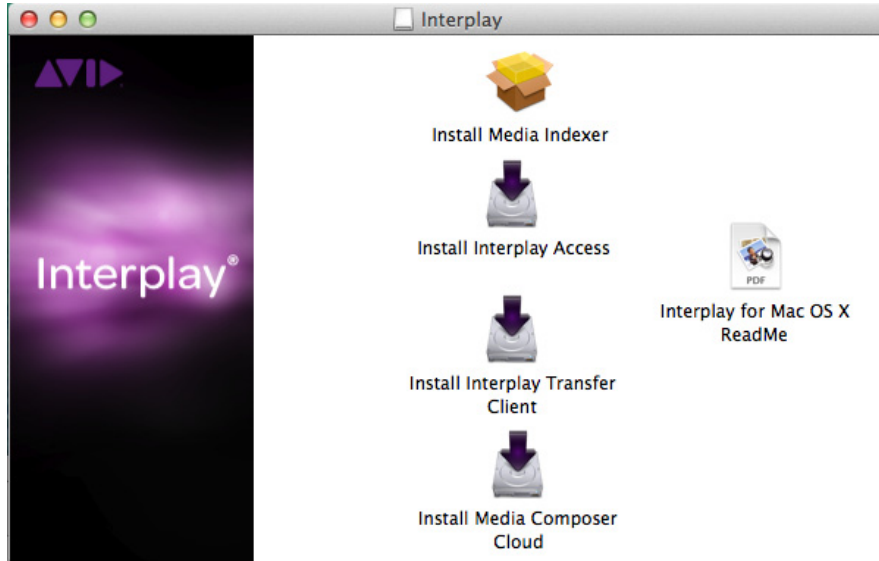 Interplay
AVID
Interplay®
Install Media Indexer
Install Interplay Access
Install Interplay Transfer
Client
Install Media Composer
Cloud
PDF
Interplay for Mac OS X
ReadMe